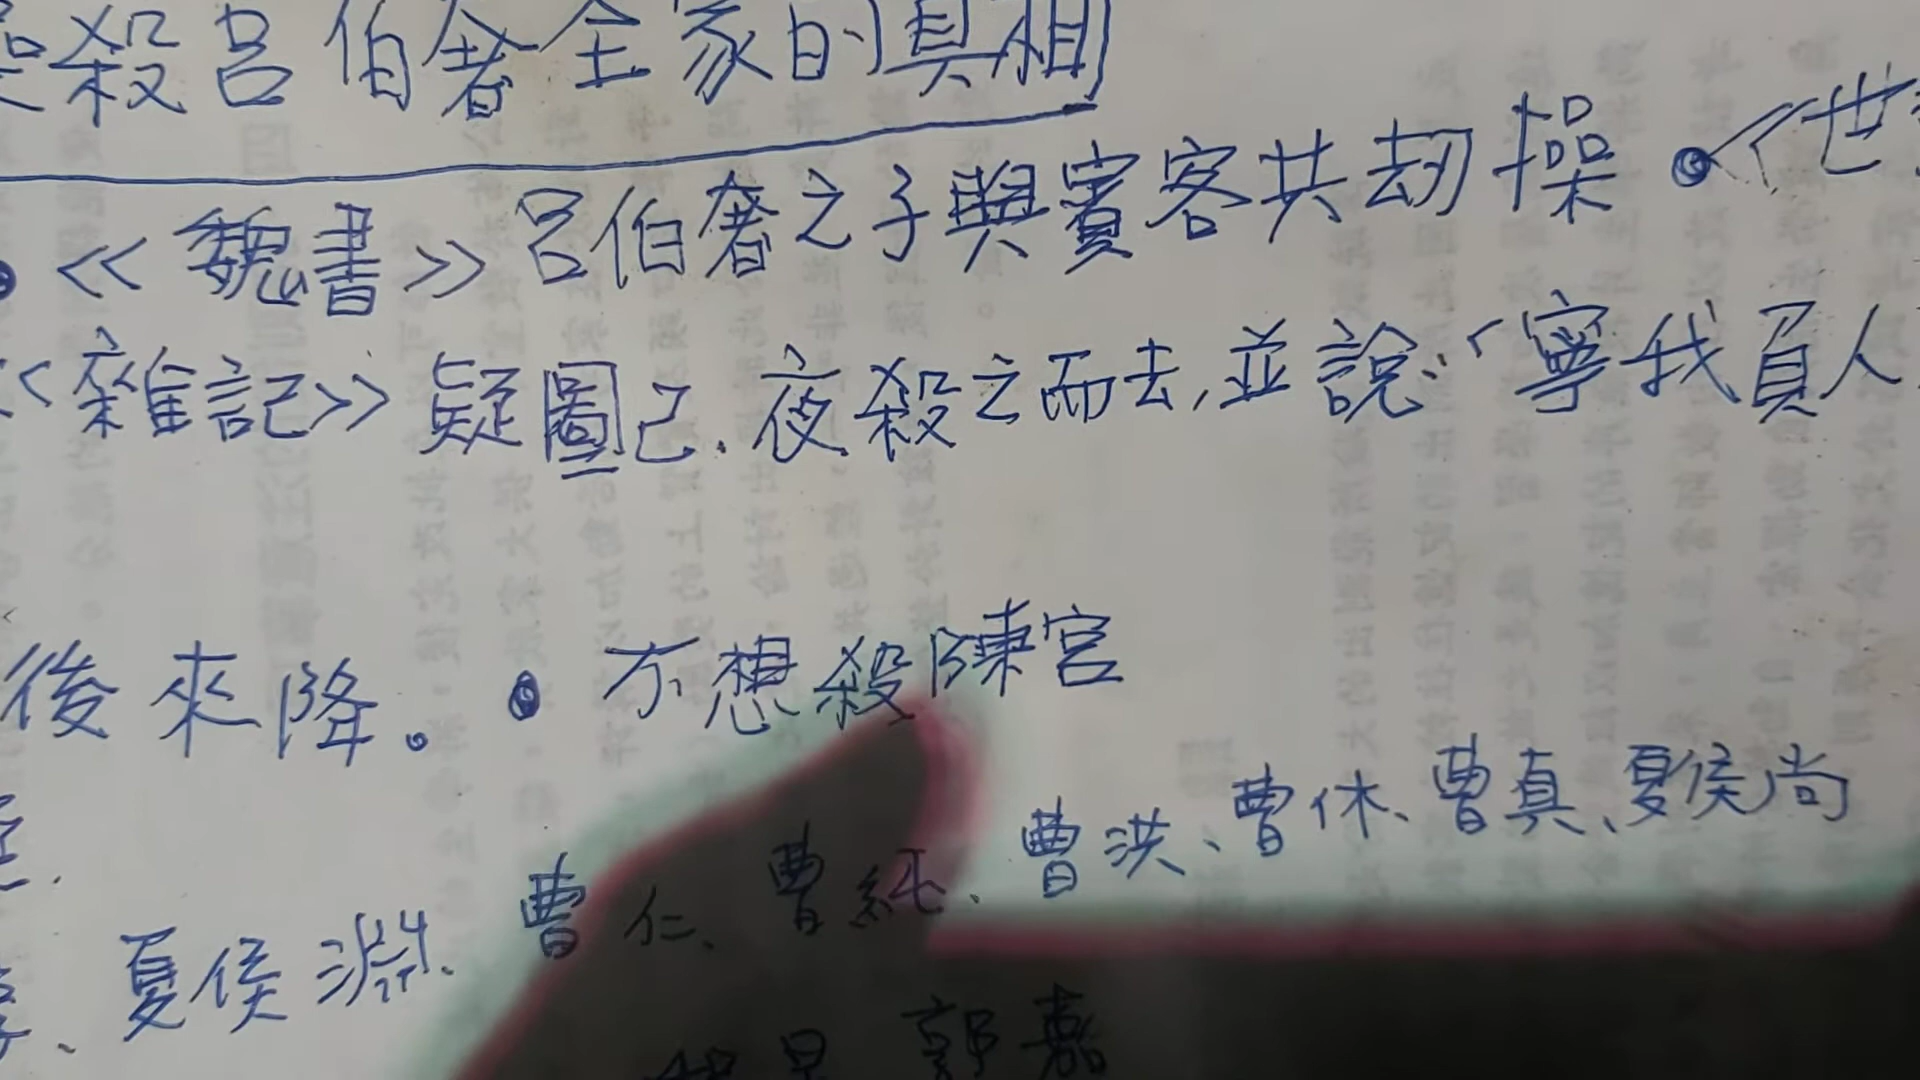 殺呂伯奢全家的真相
•《魏書》呂伯奢之子與賓客共刼操 •《世
《雜記》疑圖己.夜殺之而去,並說:「寧我負人
後來降。 • 不想殺陳宮
、夏侯淵、曹仁、曹純、曹洪、曹休、曹真、夏侯尚
郭嘉